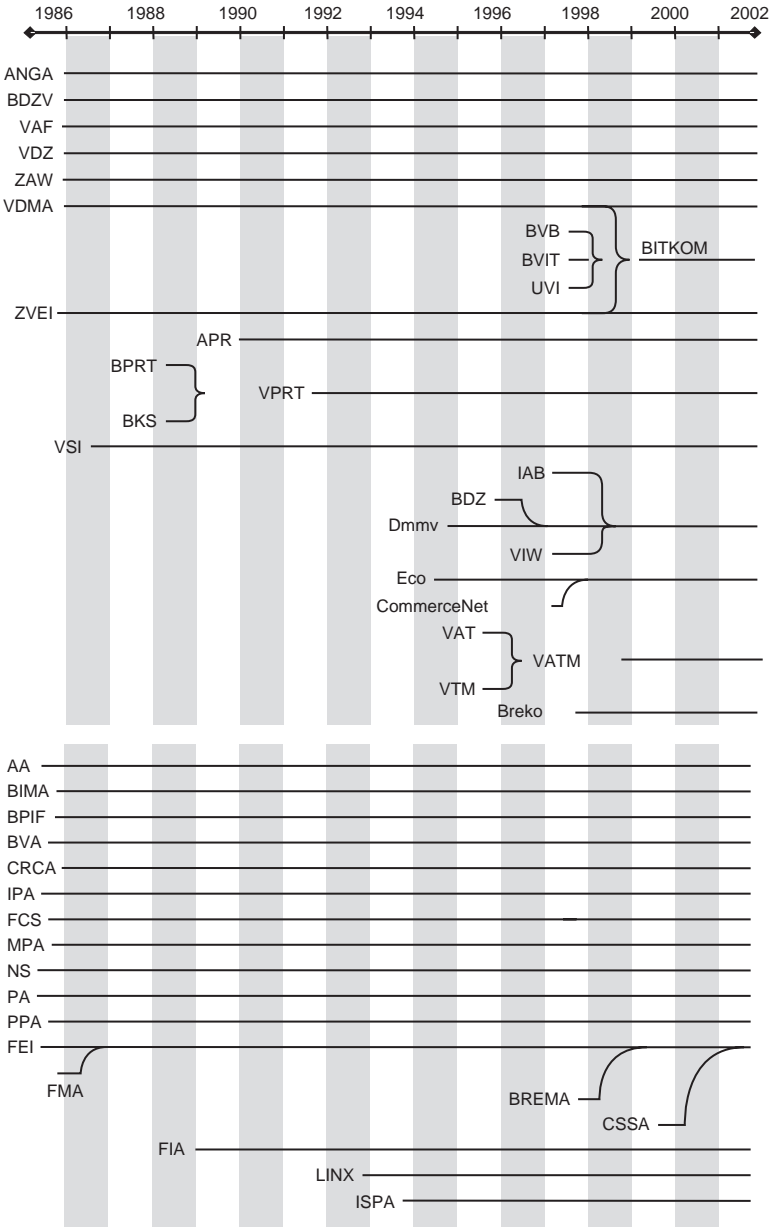 1986 1988 1990 1992 1994 1996 1998 2000 2002
ANGA
BDZV
VAF
VDZ
ZAW
VDMA
BVB
BITKOM
BVIT
UVI
ZVEI
APR
BPRT
VPRT
BKS
VSI
IAB
BDZ
Dmmv
VIW
Eco
CommerceNet
VAT
VATM
VTM
Breko
AA
BIMA
BPIF
BVA
CRCA
IPA
FCS
MPA
NS
PA
PPA
FEI
FMA
BREMA
CSSA
FIA
LINX
ISPA